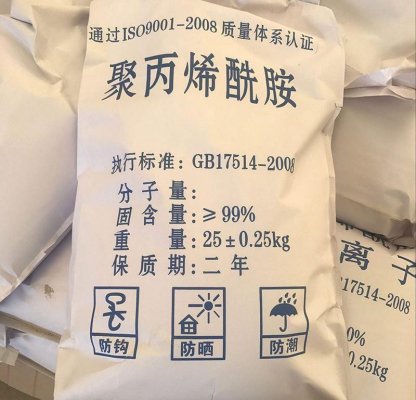 通过ISO9001-2008质量体系认证
聚丙烯酰胺
执行标准：GB17514-2008
分子量：
固含量：≥99%
重量：25±0.25kg
保质期：二年
防钩
防晒
防潮
离子
17514-2008
0%
0.25kg